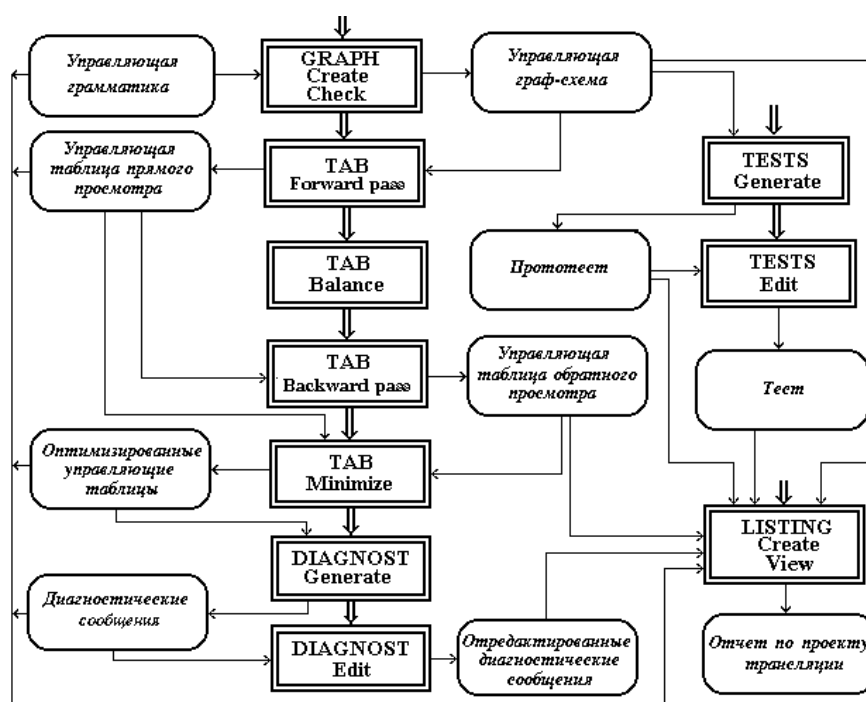 Управляющая
грамматика
GRAPH
Create
Check
Управляющая
граф-схема
Управляющая
таблица прямого
просмотра
TAB
Forward pass
TESTS
Generate
TAB
Balance
Прототест
TESTS
Edit
TAB
Backward pass
Управляющая
таблица обратного
просмотра
Тест
Оптимизированные
управляющие
таблицы
TAB
Minimize
LISTING
Create
View
DIAGNOST
Generate
Диагностические
сообщения
DIAGNOST
Edit
Отредактированные
диагностические
сообщения
Отчет по проекту
трансляции